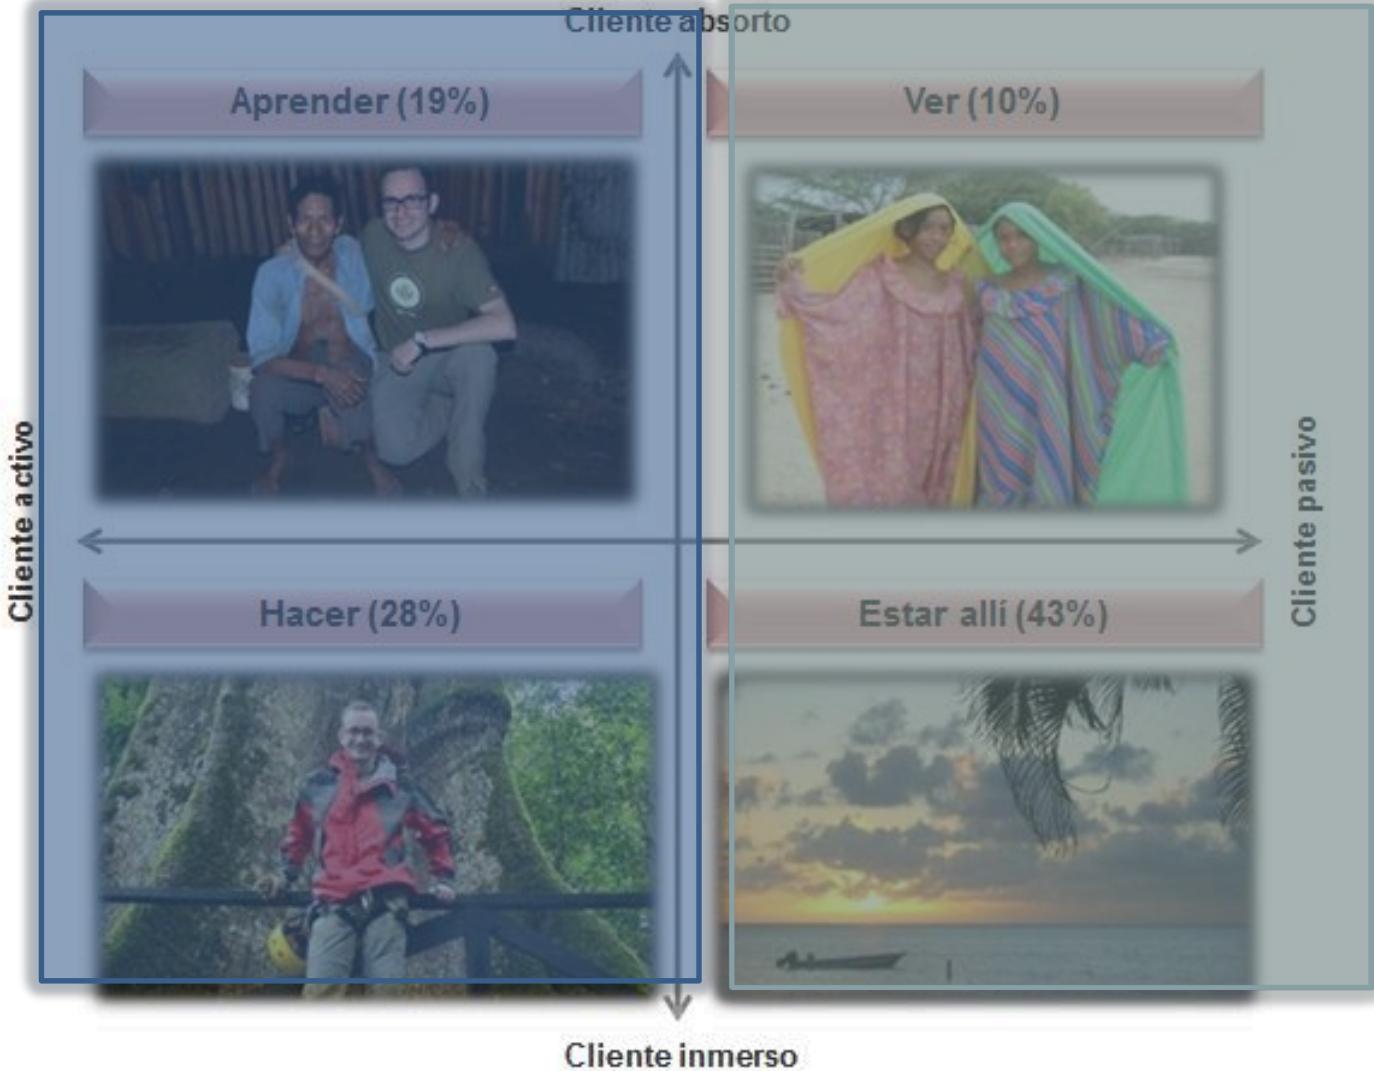 Cliente absorto
Aprender (19%)
Ver (10%)
Cliente activo
Cliente pasivo
Hacer (28%)
Estar allí (43%)
Cliente inmerso